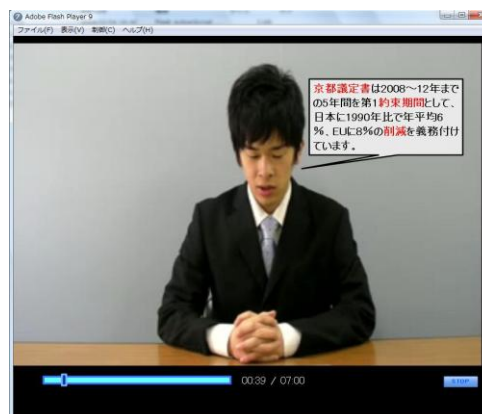 Adobe Flash Player 9
ファイル(F) 表示(V) 制御(C) ヘルプ(H)
京都議定書は2008～12年まで
の5年間を第1約束期間として、
日本に1990年比で年平均6
%、EUに8%の削減を義務付け
ています。
00:39 / 07:00
STOP